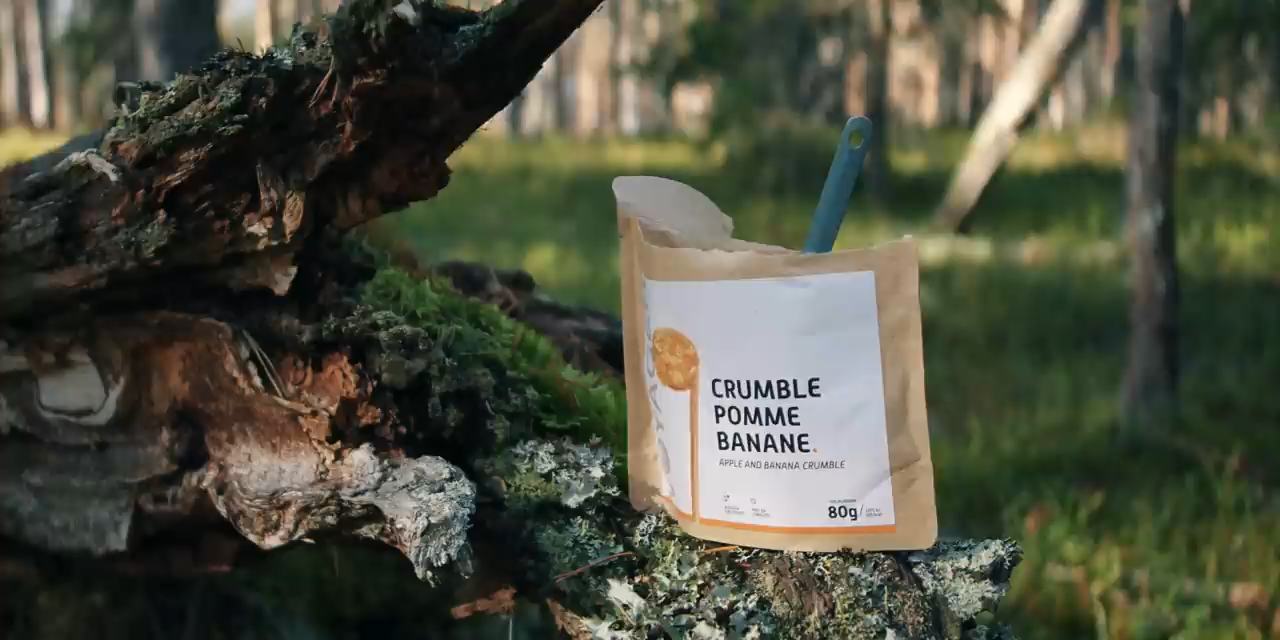 CRUMBLE
POMME
BANANE.
APPLE AND BANANA CRUMBLE
80g/